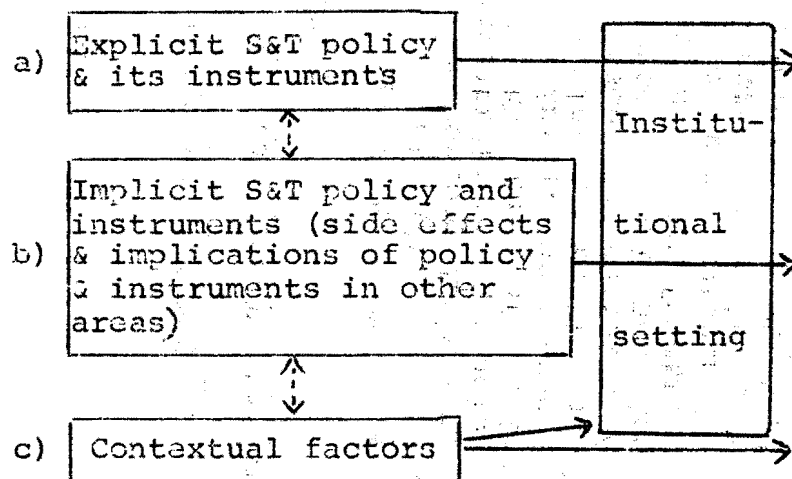 a)
Explicit S&T policy
& its instruments
b)
Implicit S&T policy and
instruments (side effects
& implications of policy
& instruments in other
areas)
c)
Contextual factors
Institu-
tional
setting